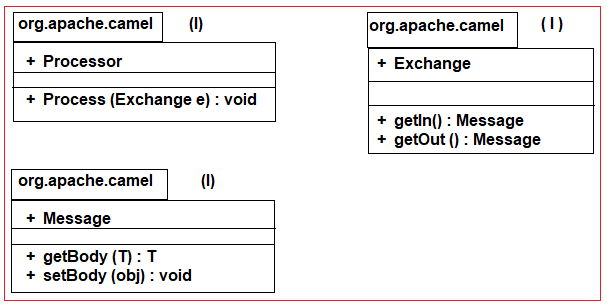 org.apache.camel (I)
+ Processor
+ Process (Exchange e) : void
org.apache.camel ( I )
+ Exchange
+ getIn() : Message
+ getOut () : Message
org.apache.camel (I)
+ Message
+ getBody (T) : T
+ setBody (obj) : void